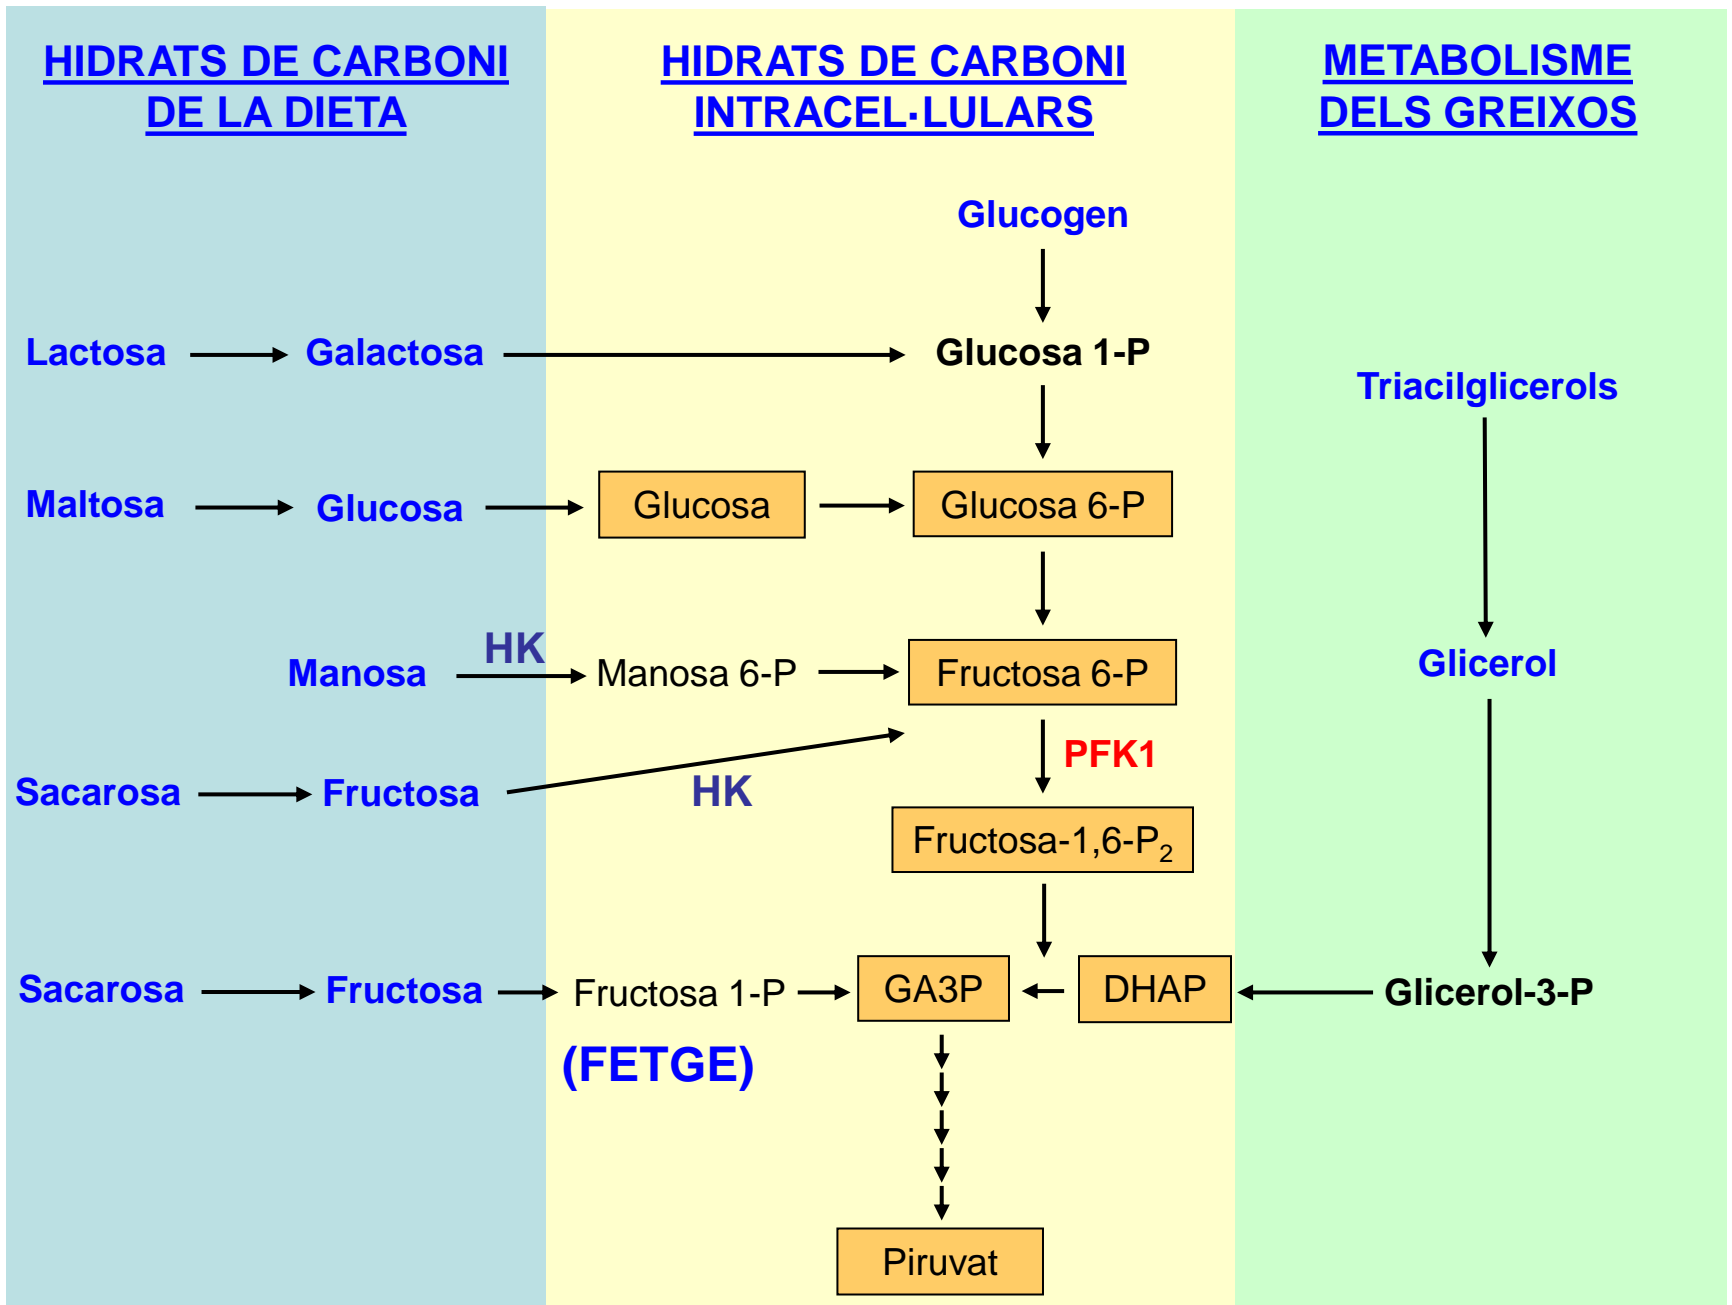 HIDRATS DE CARBONI
DE LA DIETA
HIDRATS DE CARBONI
INTRACEL·LULARS
METABOLISME
DELS GREIXOS
Glucogen
Lactosa
Galactosa
Glucosa 1-P
Triacilglicerols
Maltosa
Glucosa
Glucosa
Glucosa 6-P
HK
Manosa
Manosa 6-P
Fructosa 6-P
Glicerol
PFK1
Sacarosa
Fructosa
HK
Fructosa-1,6-P₂
Sacarosa
Fructosa
Fructosa 1-P
GA3P
DHAP
Glicerol-3-P
(FETGE)
Piruvat